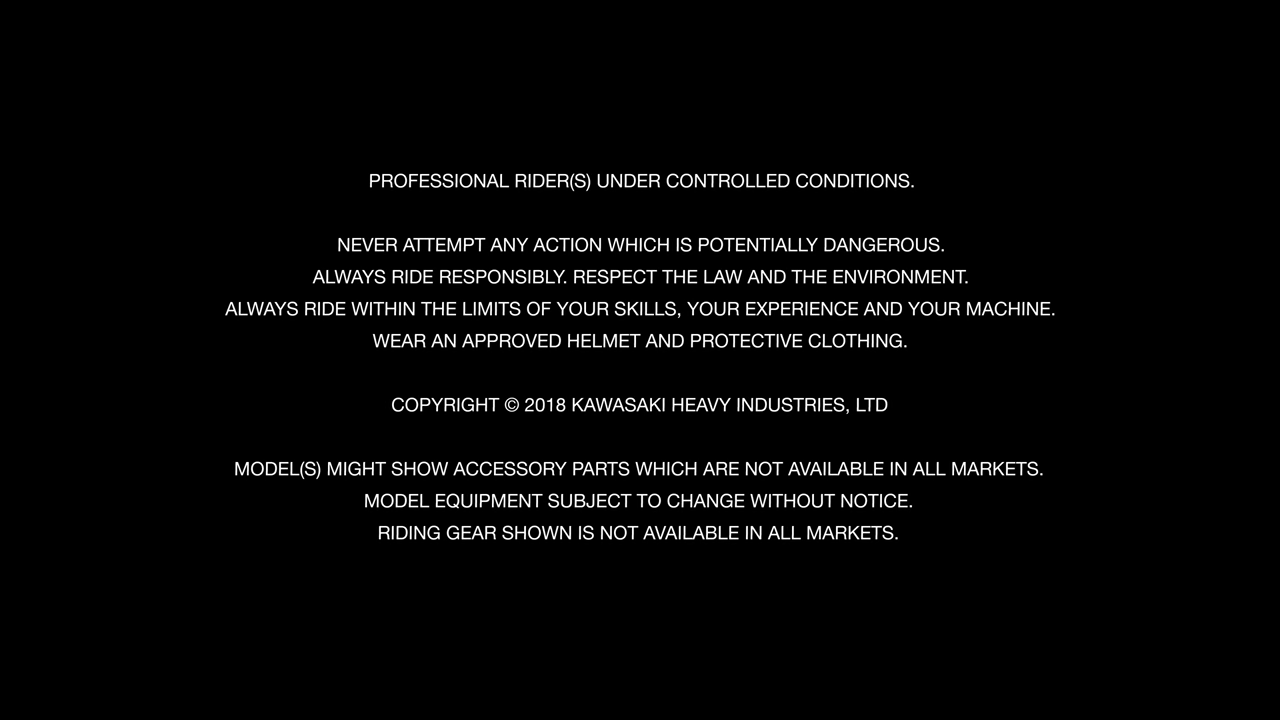 PROFESSIONAL RIDER(S) UNDER CONTROLLED CONDITIONS.
NEVER ATTEMPT ANY ACTION WHICH IS POTENTIALLY DANGEROUS.
ALWAYS RIDE RESPONSIBLY. RESPECT THE LAW AND THE ENVIRONMENT.
ALWAYS RIDE WITHIN THE LIMITS OF YOUR SKILLS, YOUR EXPERIENCE AND YOUR MACHINE.
WEAR AN APPROVED HELMET AND PROTECTIVE CLOTHING.
COPYRIGHT © 2018 KAWASAKI HEAVY INDUSTRIES, LTD
MODEL(S) MIGHT SHOW ACCESSORY PARTS WHICH ARE NOT AVAILABLE IN ALL MARKETS.
MODEL EQUIPMENT SUBJECT TO CHANGE WITHOUT NOTICE.
RIDING GEAR SHOWN IS NOT AVAILABLE IN ALL MARKETS.